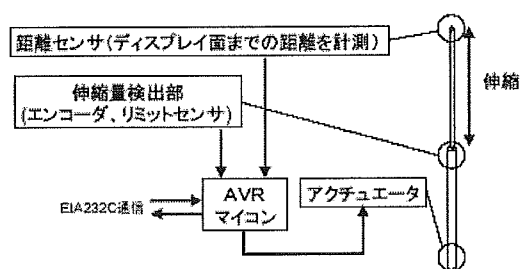 距離センサ(ディスプレイ面までの距離を計測)
伸縮量検出部
(エンコーダ、リミットセンサ)
伸縮
EIA232C通信
AVR
マイコン
アクチュエータ